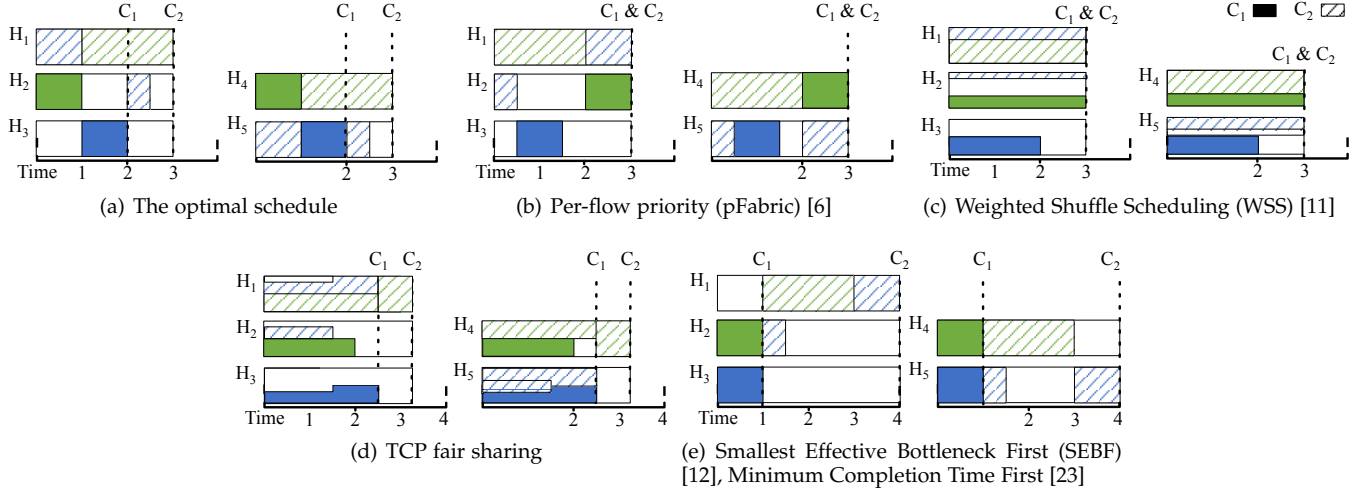 C₁ C₂
H₁
H₂
H₃
Time 1 2 3
C₁ C₂
H₄
H₅
2 3
(a) The optimal schedule
C₁ & C₂
H₁
H₂
H₃
Time 1 2 3
C₁ & C₂
H₄
H₅
2 3
(b) Per-flow priority (pFabric) [6]
C₁ C₂
C₁ & C₂
H₁
H₂
H₃
Time 1 2 3
C₁ & C₂
H₄
H₅
2 3
(c) Weighted Shuffle Scheduling (WSS) [11]
C₁ C₂
H₁
H₂
H₃
Time 1 2 3
C₁ C₂
H₄
H₅
2 3 4
(d) TCP fair sharing
C₁ C₂
H₁
H₂
H₃
Time 1 2 3 4
C₁ C₂
H₄
H₅
2 3 4
(e) Smallest Effective Bottleneck First (SEBF)
[12], Minimum Completion Time First [23]